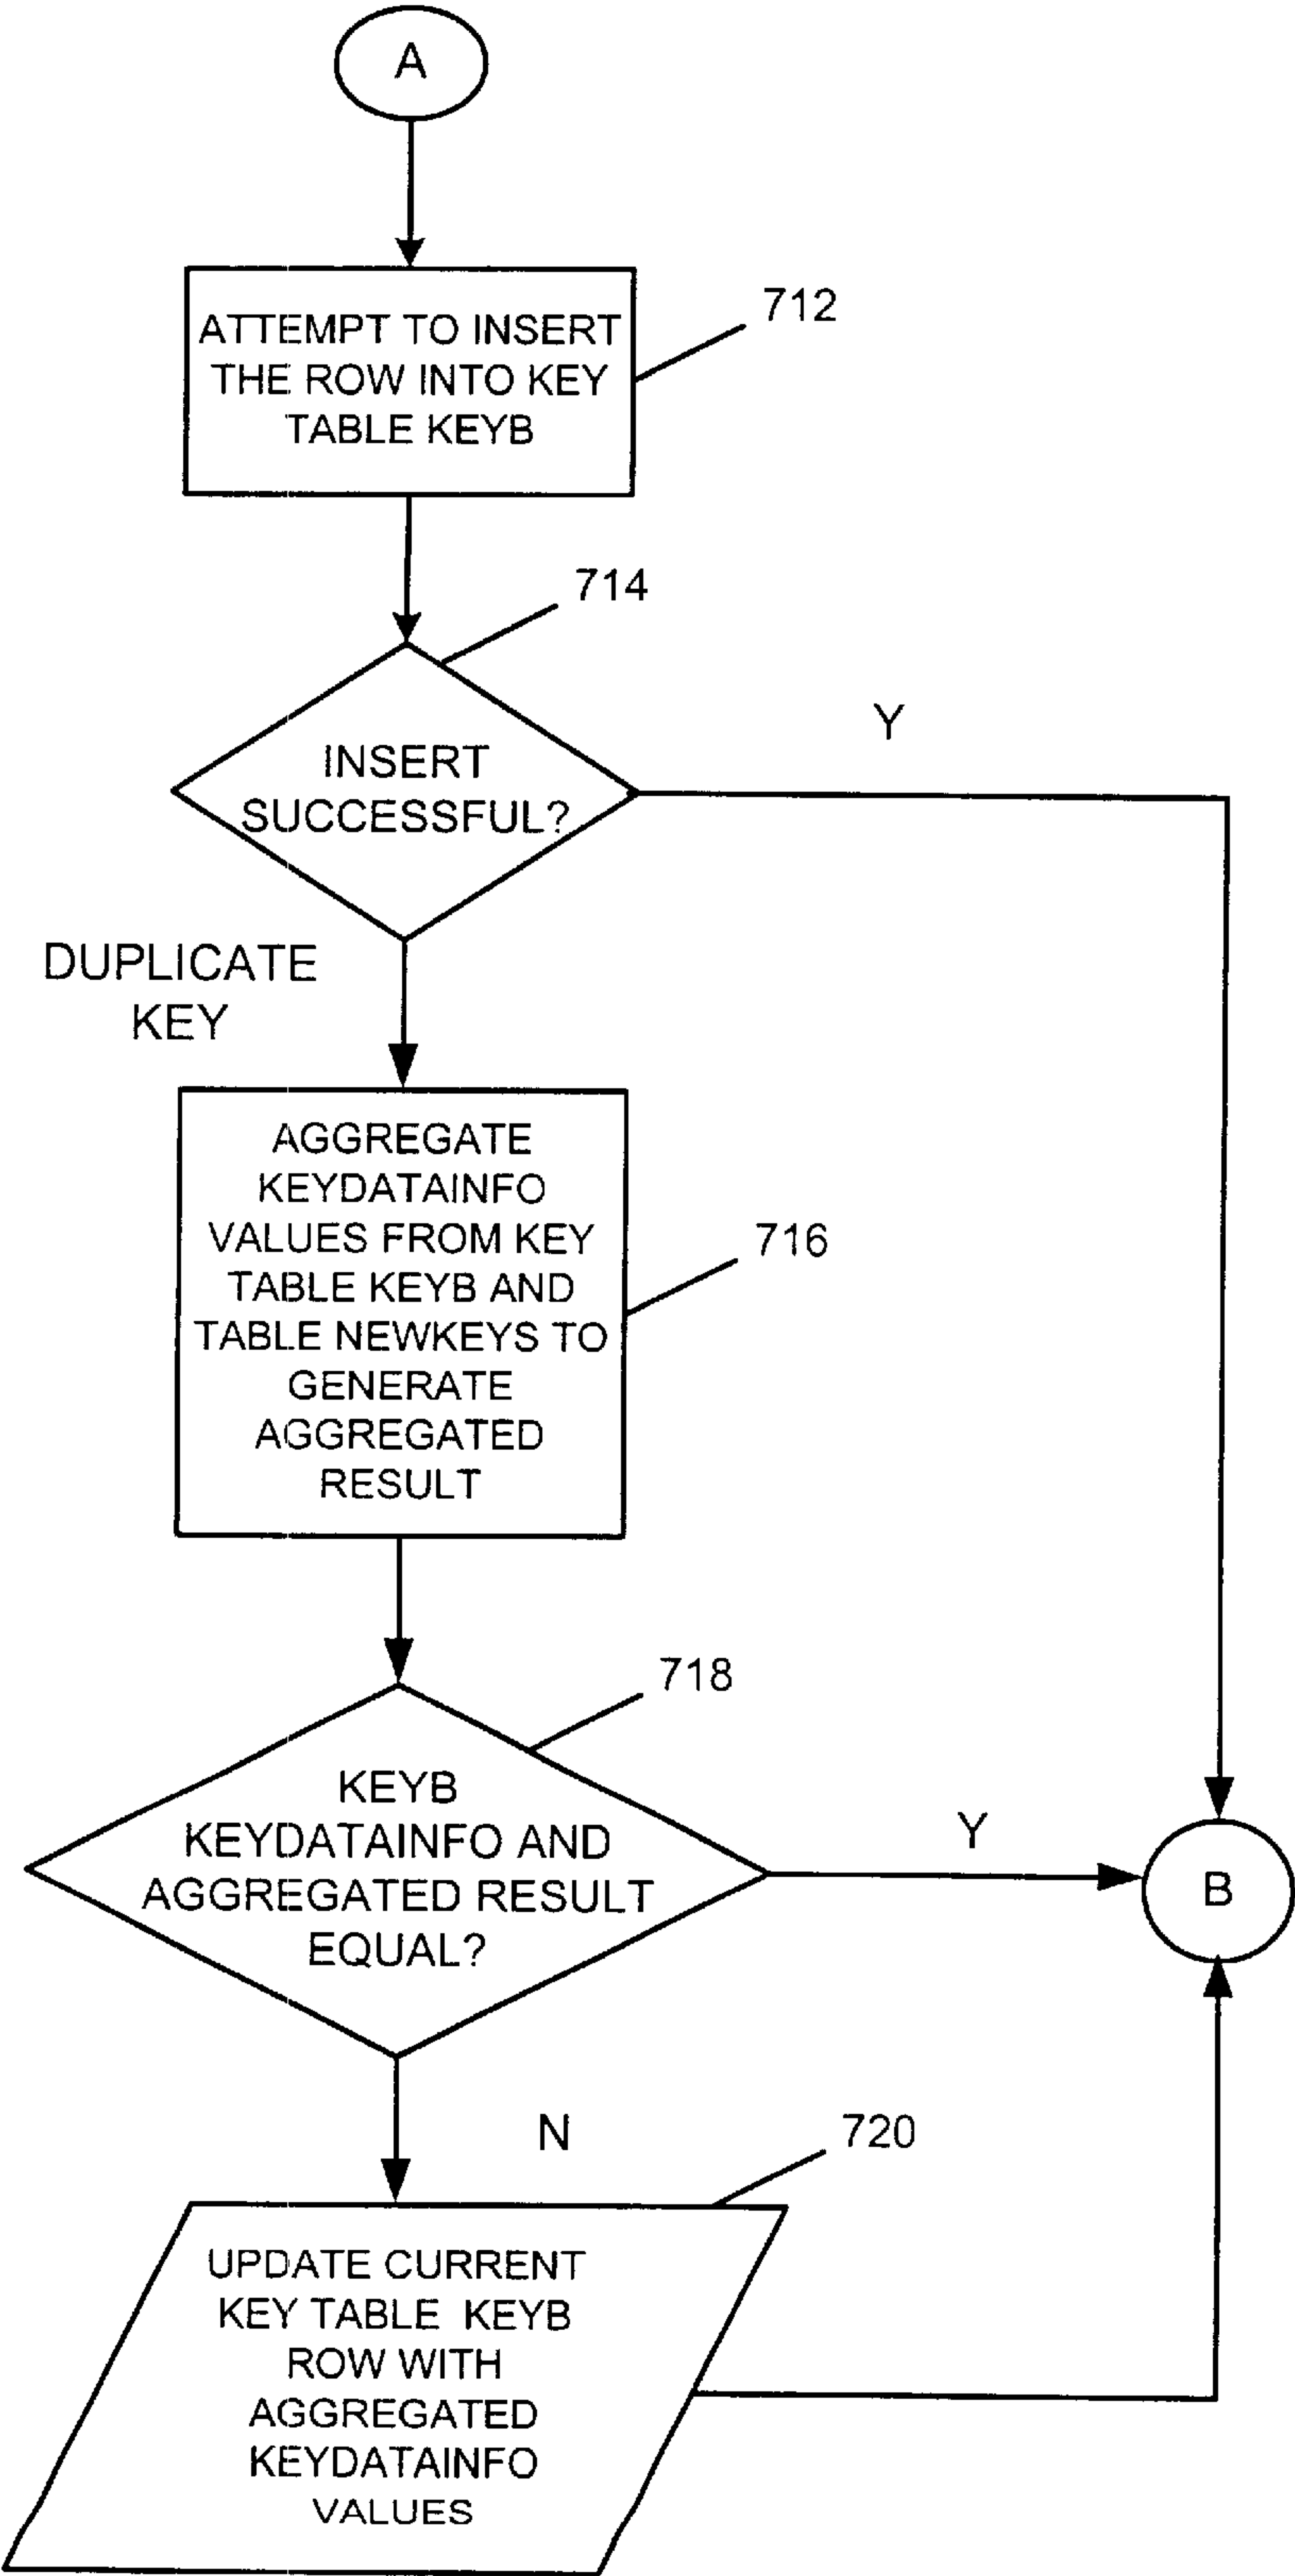 A
ATTEMPT TO INSERT
THE ROW INTO KEY
TABLE KEYB
712
714
INSERT
SUCCESSFUL?
Y
DUPLICATE
KEY
AGGREGATE
KEYDATAINFO
VALUES FROM KEY
TABLE KEYB AND
TABLE NEWKEYS TO
GENERATE
AGGREGATED
RESULT
716
718
KEYB
KEYDATAINFO AND
AGGREGATED RESULT
EQUAL?
Y
B
N
720
UPDATE CURRENT
KEY TABLE KEYB
ROW WITH
AGGREGATED
KEYDATAINFO
VALUES